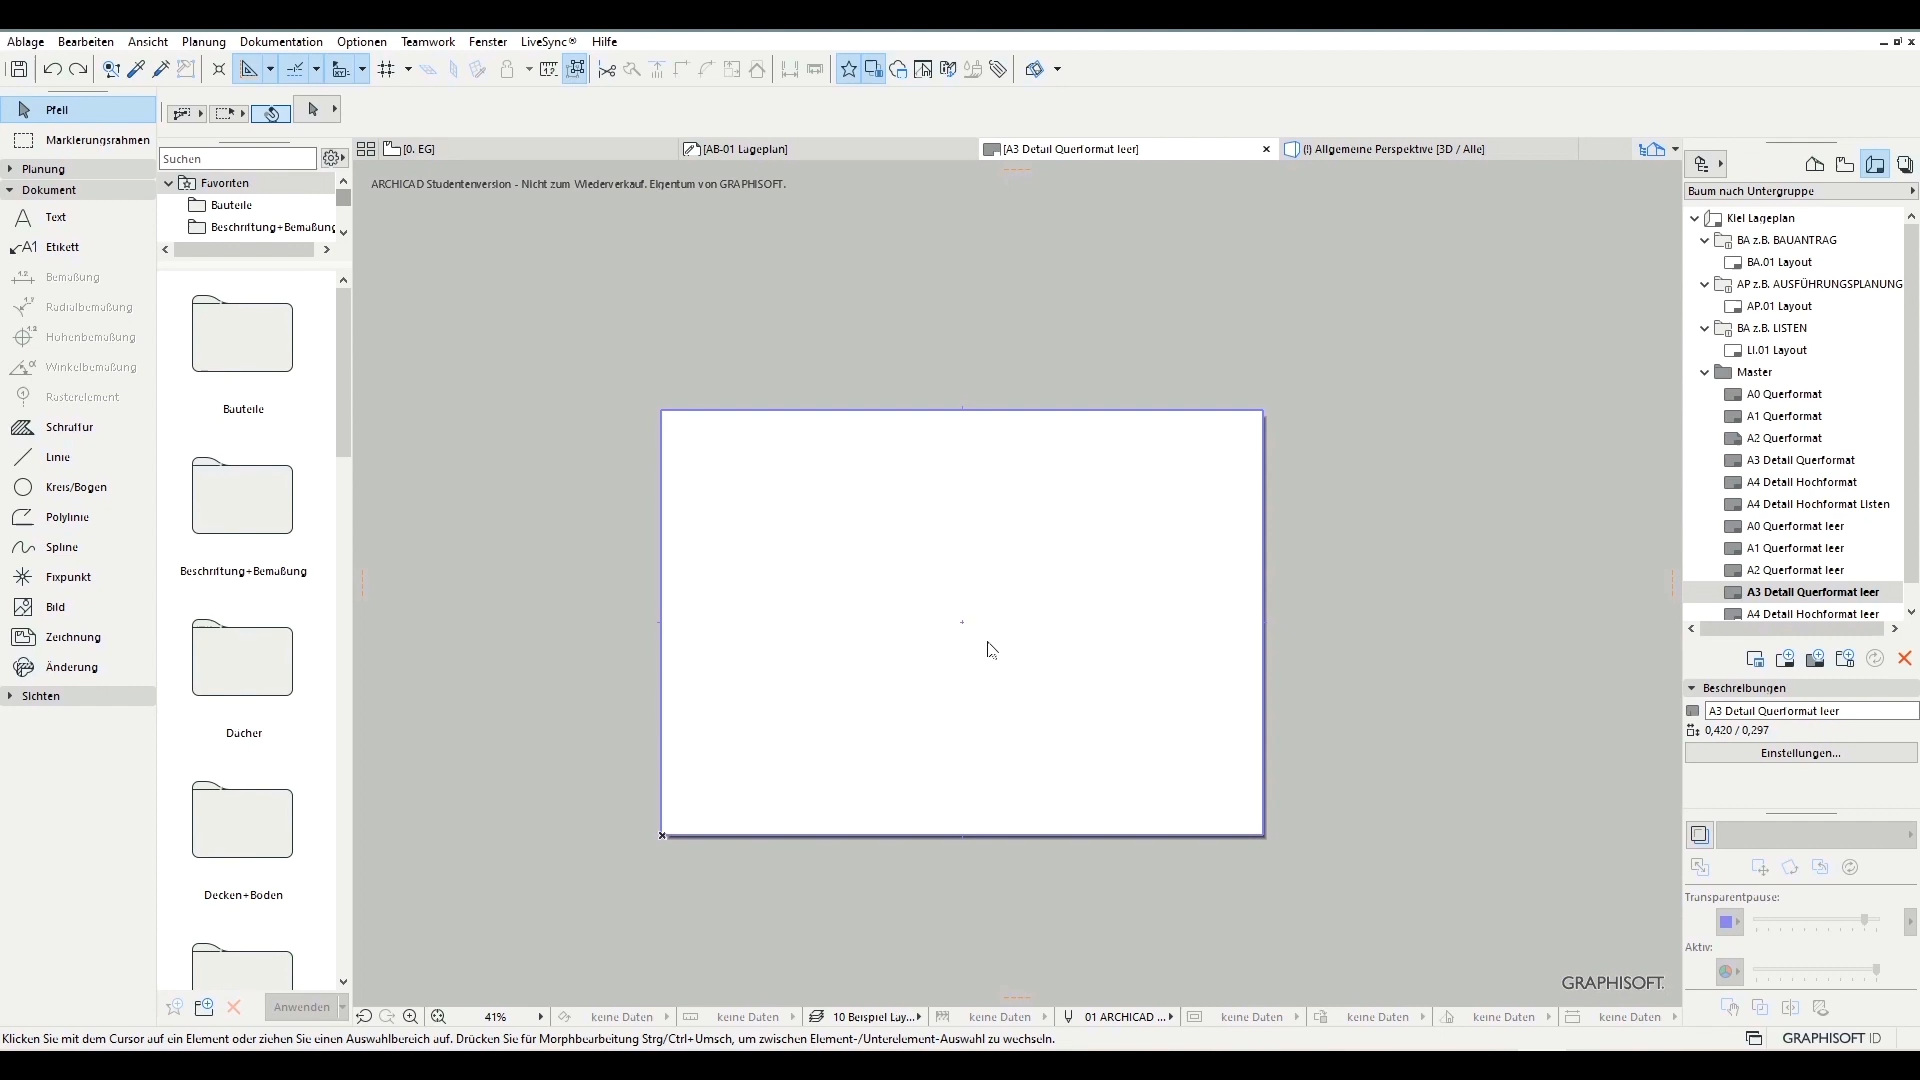 Ablage Bearbeiten Ansicht Planung Dokumentation Optionen Teamwork Fenster LiveSync® Hilfe
Pfeil
Markierungsrahmen
Planung
Dokument
Text
Etikett
Bemaßung
Radialbemaßung
Höhenbemaßung
Winkelbemaßung
Rasterelement
Schraffur
Linie
Kreis/Bogen
Polylinie
Spline
Fixpunkt
Bild
Zeichnung
Änderung
Sichten
Suchen
Favoriten
Bauteile
Beschriftung+Bemaßung
Bauteile
Beschriftung+Bemaßung
Dächer
Decken+Böden
Anwenden
[0. EG]
[AB-01 Lageplan]
[A3 Detail Querformat leer]
(!) Allgemeine Perspektive [3D / Alle]
ARCHICAD Studentenversion - Nicht zum Wiederverkauf. Eigentum von GRAPHISOFT.
GRAPHISOFT.
Baum nach Untergruppe
Kiel Lageplan
BA z.B. BAUANTRAG
BA.01 Layout
AP z.B. AUSFÜHRUNGSPLANUNG
AP.01 Layout
BA z.B. LISTEN
LI.01 Layout
Master
A0 Querformat
A1 Querformat
A2 Querformat
A3 Detail Querformat
A4 Detail Hochformat
A4 Detail Hochformat Listen
A0 Querformat leer
A1 Querformat leer
A2 Querformat leer
A3 Detail Querformat leer
A4 Detail Hochformat leer
Beschreibungen
A3 Detail Querformat leer
0,420 / 0,297
Einstellungen...
Transparentpause:
Aktiv:
41% keine Daten keine Daten 10 Beispiel Lay... keine Daten 01 ARCHICAD ... keine Daten keine Daten keine Daten keine Daten
Klicken Sie mit dem Cursor auf ein Element oder ziehen Sie einen Auswahlbereich auf. Drücken Sie für Morphbearbeitung Strg/Ctrl+Umsch, um zwischen Element-/Unterelement-Auswahl zu wechseln.
GRAPHISOFT ID